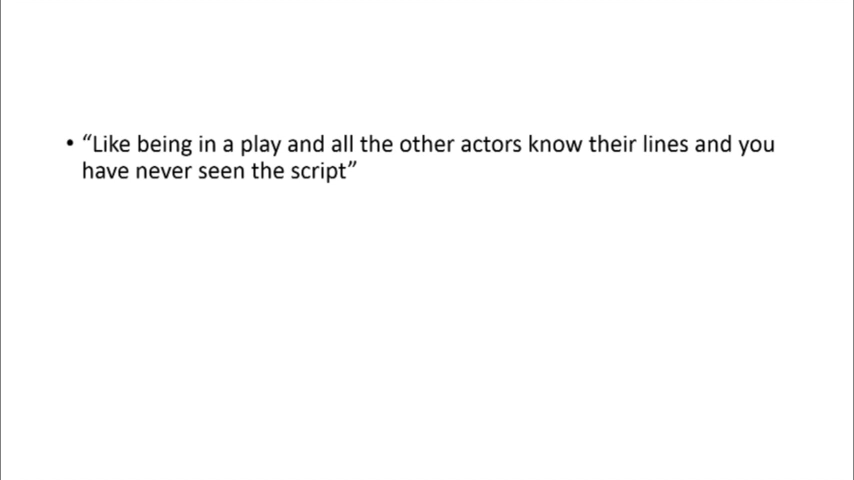 • “Like being in a play and all the other actors know their lines and you
have never seen the script”